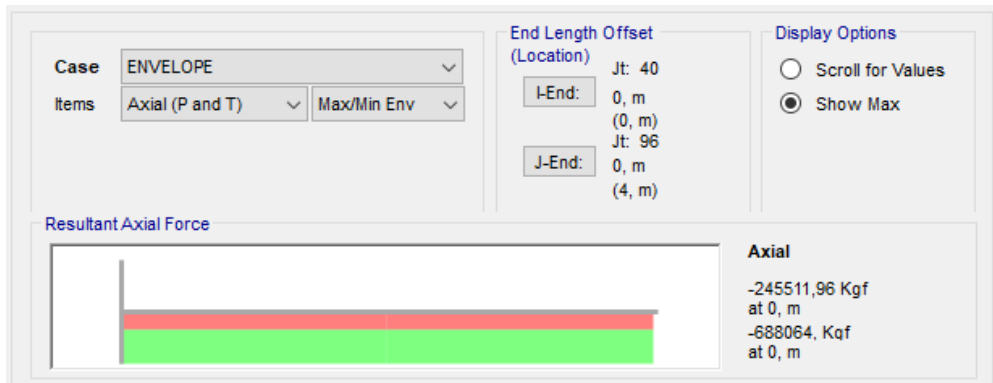 Case
ENVELOPE
Items
Axial (P and T)
Max/Min Env
End Length Offset
(Location)
I-End:
Jt: 40
0, m
(0, m)
J-End:
Jt: 96
0, m
(4, m)
Display Options
Scroll for Values
Show Max
Resultant Axial Force
Axial
-245511,96 Kgf
at 0, m
-688064, Kgf
at 0, m